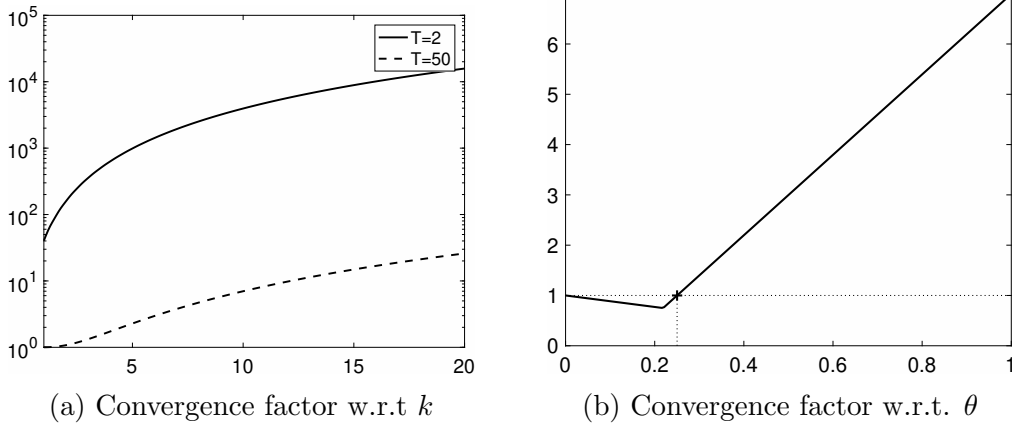 10^5
10^4
10^3
10^2
10^1
10^0
5 10 15 20
T=2
T=50
(a) Convergence factor w.r.t k
6
5
4
3
2
1
0
0 0.2 0.4 0.6 0.8 1
(b) Convergence factor w.r.t. θ